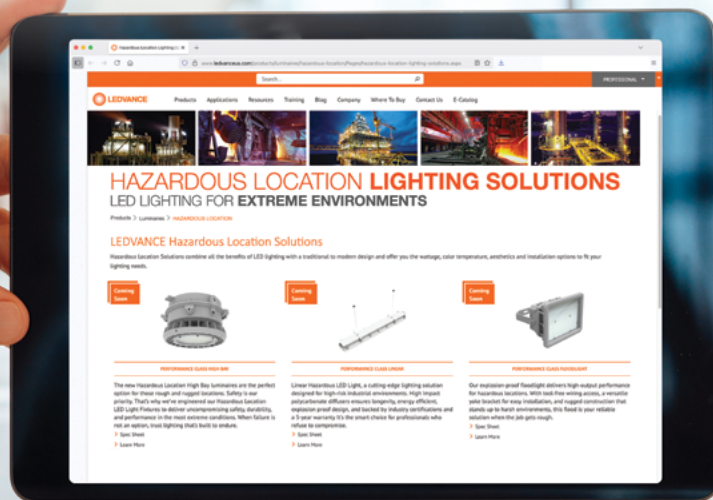 Hazardous Location Lighting So
www.ledvanceus.com/products/luminaires/hazardous-location/Pages/hazardous-location-lighting-solutions.aspx
Search...
PROFESSIONAL
LEDVANCE Products Applications Resources Training Blog Company Where To Buy Contact Us E-Catalog
HAZARDOUS LOCATION LIGHTING SOLUTIONS
LED LIGHTING FOR EXTREME ENVIRONMENTS
Products > Luminaires > HAZARDOUS LOCATION
LEDVANCE Hazardous Location Solutions
Hazardous Location Solutions combine all the benefits of LED lighting with a traditional to modern design and offer you the wattage, color temperature, aesthetics and installation options to fit your
lighting needs.
Coming
Soon
PERFORMANCE CLASS HIGH BAY
The new Hazardous Location High Bay luminaires are the perfect
option for these rough and rugged locations. Safety is our
priority. That's why we've engineered our Hazardous Location
LED Light Fixtures to deliver uncompromising safety, durability,
and performance in the most extreme conditions. When failure is
not an option, trust lighting that's built to endure.
> Spec Sheet
> Learn More
Coming
Soon
PERFORMANCE CLASS LINEAR
Linear Hazardous LED Light, a cutting-edge lighting solution
designed for high-risk industrial environments. High Impact
polycarbonate diffusers ensures longevity, energy efficient,
explosion-proof design, and backed by industry certifications and
a 5-year warranty it's the smart choice for professionals who
refuse to compromise.
> Spec Sheet
> Learn More
Coming
Soon
PERFORMANCE CLASS FLOODLIGHT
Our explosion-proof floodlight delivers high-output performance
for hazardous locations. With tool-free wiring access, a versatile
yoke bracket for easy installation, and rugged construction that
stands up to harsh environments, this flood is your reliable
solution when the job gets rough.
> Spec Sheet
> Learn More